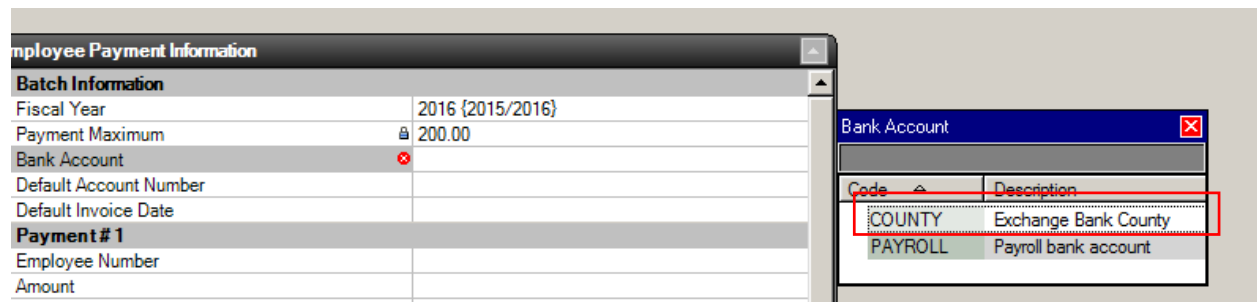 mployee Payment Information
Batch Information
Fiscal Year 2016 {2015/2016}
Payment Maximum 200.00
Bank Account
Default Account Number
Default Invoice Date
Payment # 1
Employee Number
Amount
Bank Account
Code Description
COUNTY Exchange Bank County
PAYROLL Payroll bank account